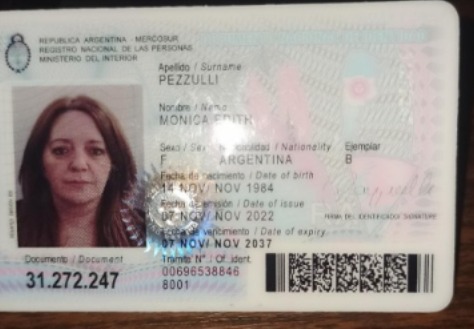 REPUBLICA ARGENTINA - MERCOSUR
REGISTRO NACIONAL DE LAS PERSONAS
MINISTERIO DEL INTERIOR
Apellido / Surname
PEZZULLI
Nombre / Name
MONICA EDITH
Sexo / Sex Nacionalidad / Nationality Ejemplar
F ARGENTINA B
Fecha de nacimiento / Date of birth
14 NOV/ NOV 1984
Fecha de emisión / Date of issue
07 NOV/ NOV 2022
FIRMA DEL IDENTIFICADO/ SIGNATURE
Fecha de vencimiento / Date of expiry.
07 NOV/ NOV 2037
Documento / Document
31.272.247
Tramite N° / Of. ident.
00696538846
8001